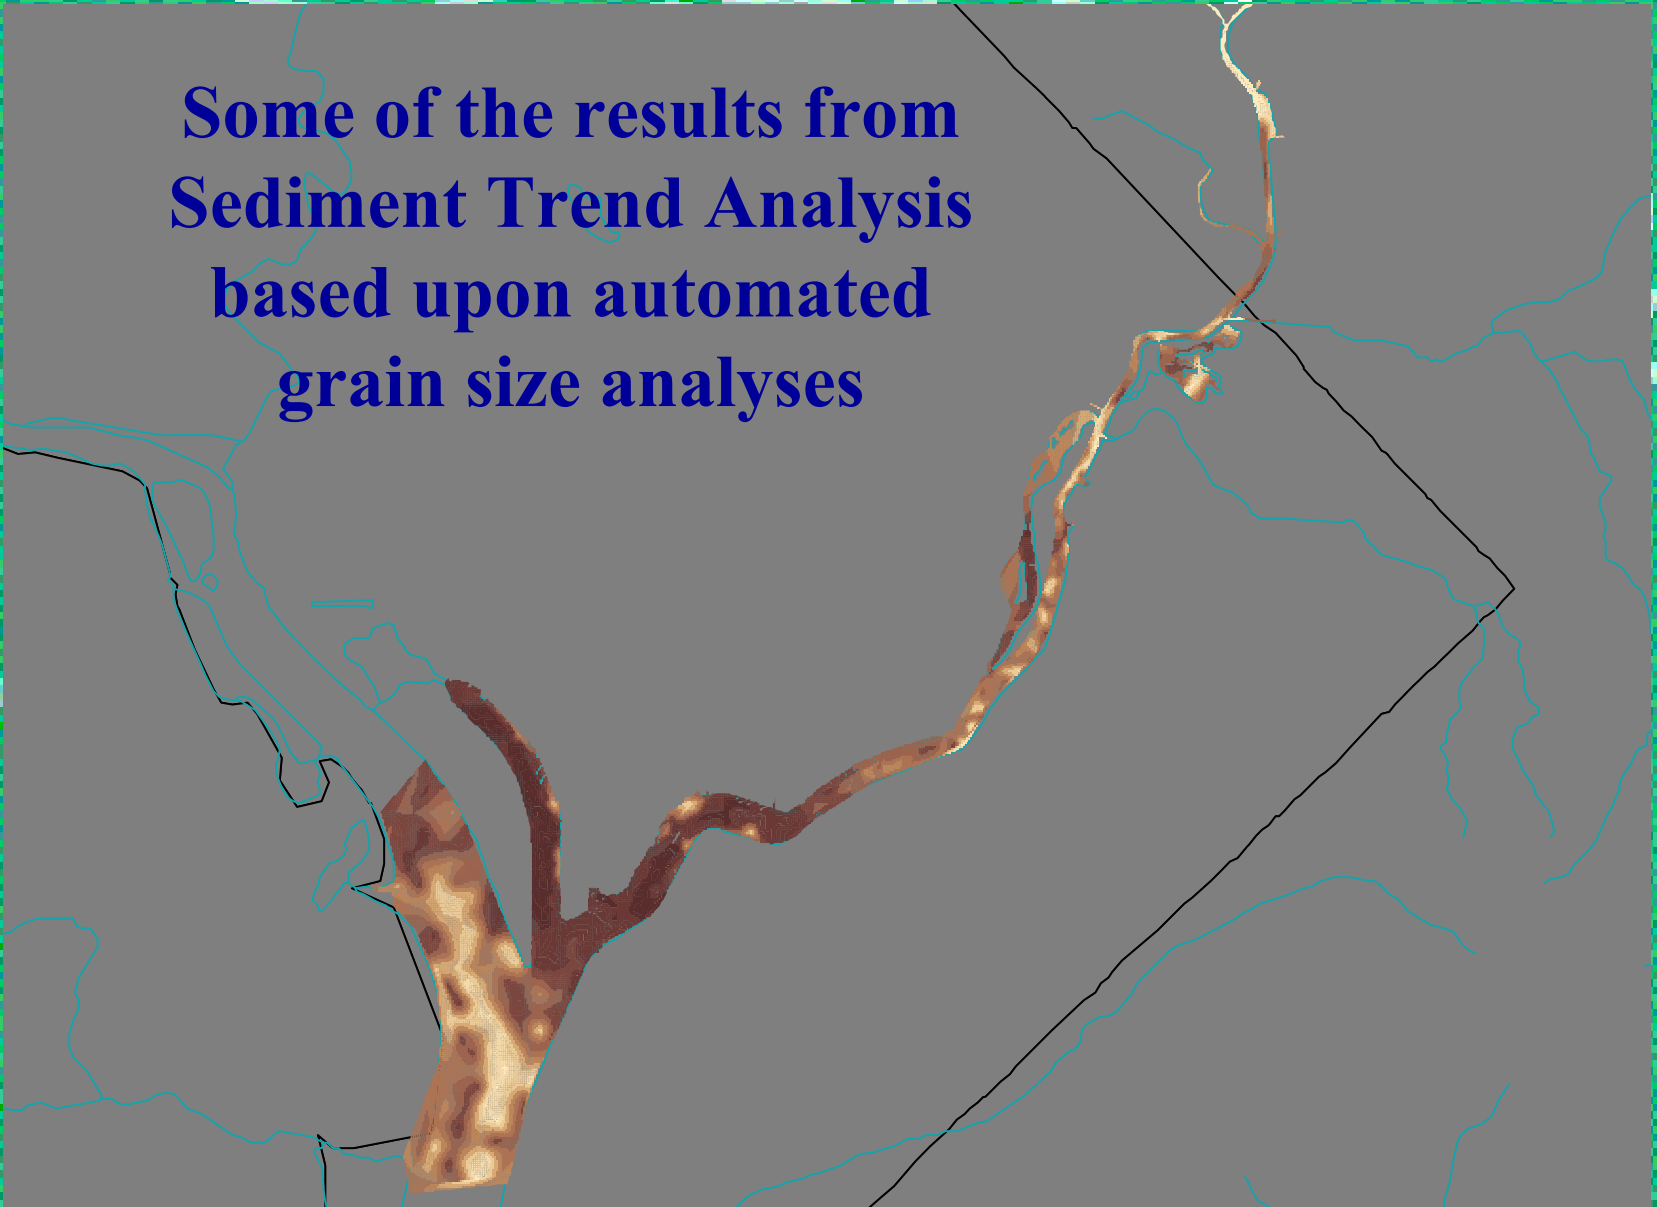 Some of the results from
Sediment Trend Analysis
based upon automated
grain size analyses